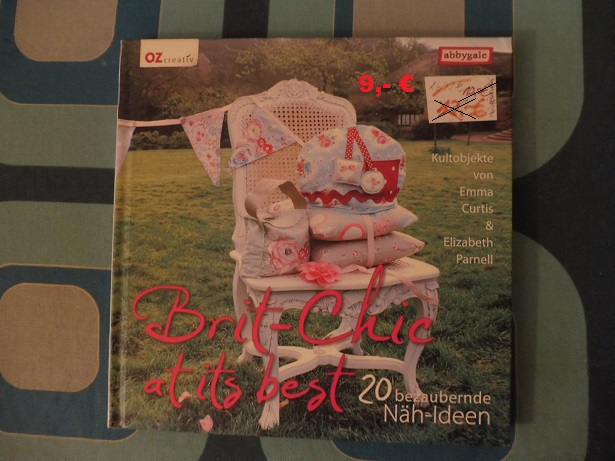 OZ creativ
abbygale
9,- €
Kultobjekte
von
Emma
Curtis
&
Elizabeth
Parnell
Brit-Chic
at its best
20 bezaubernde
Näh-Ideen